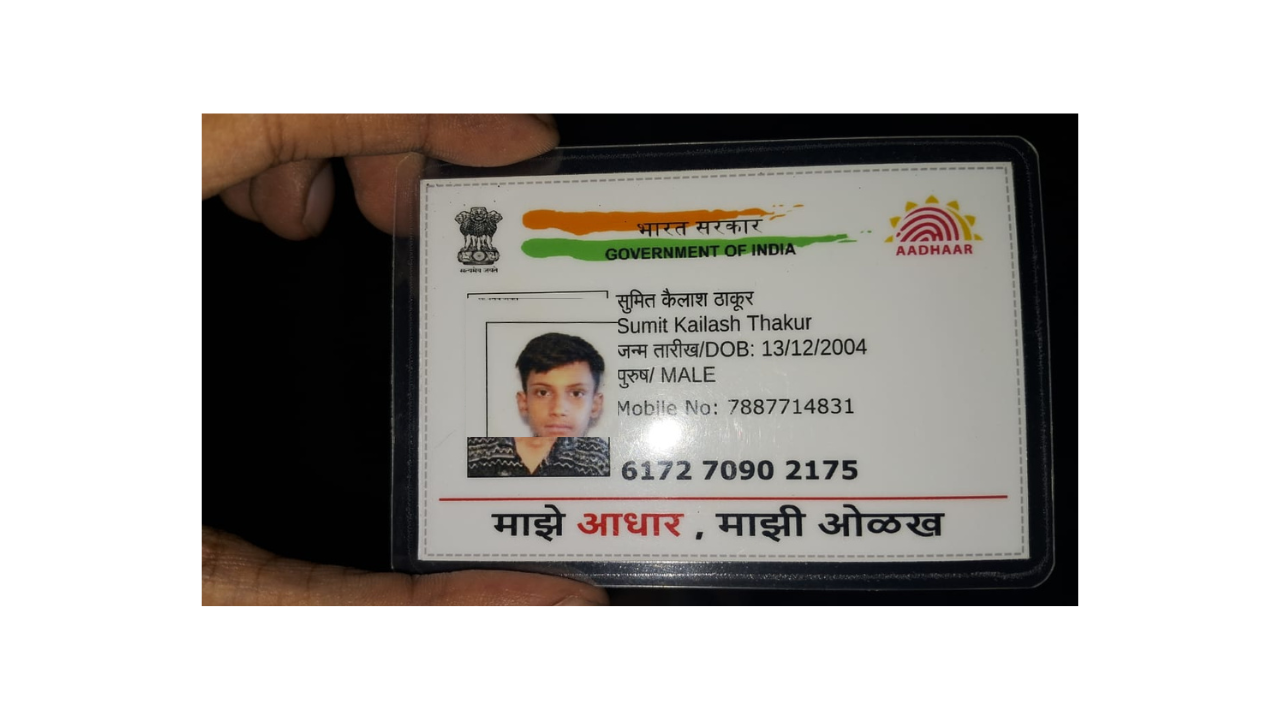 भारत सरकार
GOVERNMENT OF INDIA
AADHAAR
सत्यमेव जयते
सुमित कैलाश ठाकूर
Sumit Kailash Thakur
जन्म तारीख/DOB: 13/12/2004
पुरुष/ MALE
Mobile No: 7887714831
6172 7090 2175
माझे आधार , माझी ओळख